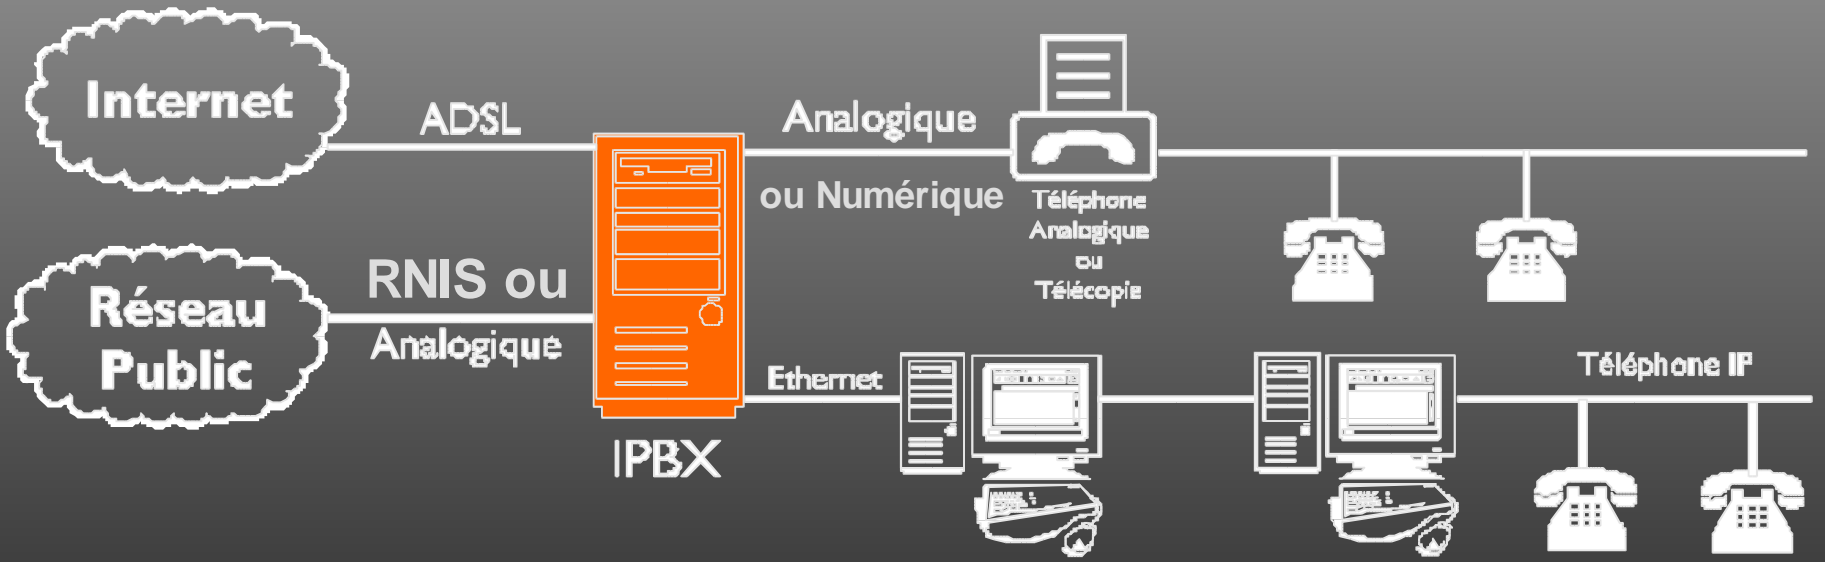 Internet
ADSL
Analogique
ou Numérique
Téléphone
Analogique
ou
Télécopie
Réseau
Public
RNIS ou
Analogique
IPBX
Ethernet
Téléphone IP